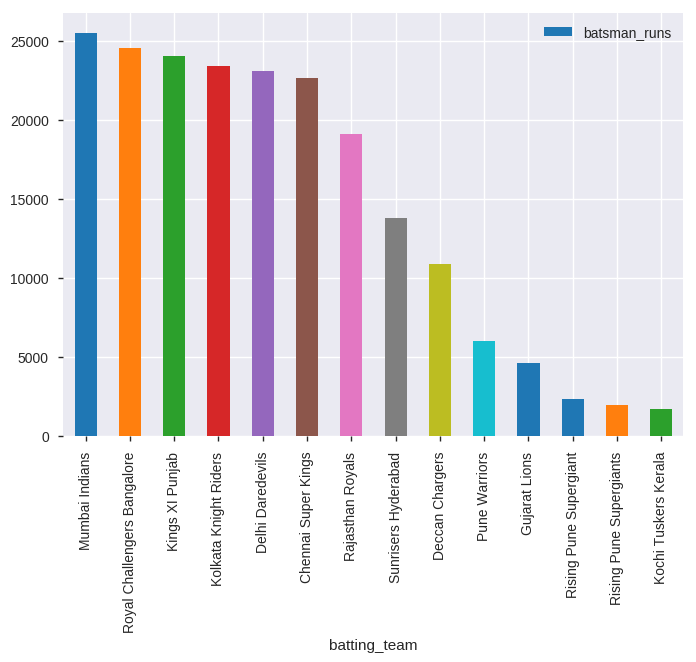 batsman_runs
25000
20000
15000
10000
5000
0
Mumbai Indians
Royal Challengers Bangalore
Kings XI Punjab
Kolkata Knight Riders
Delhi Daredevils
Chennai Super Kings
Rajasthan Royals
Sunrisers Hyderabad
Deccan Chargers
Pune Warriors
Gujarat Lions
Rising Pune Supergiant
Rising Pune Supergiants
Kochi Tuskers Kerala
batting_team